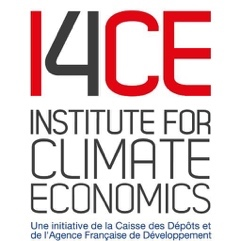 I4CE
INSTITUTE FOR
CLIMATE
ECONOMICS
Une initiative de la Caisse des Dépôts et
de l'Agence Française de Développement